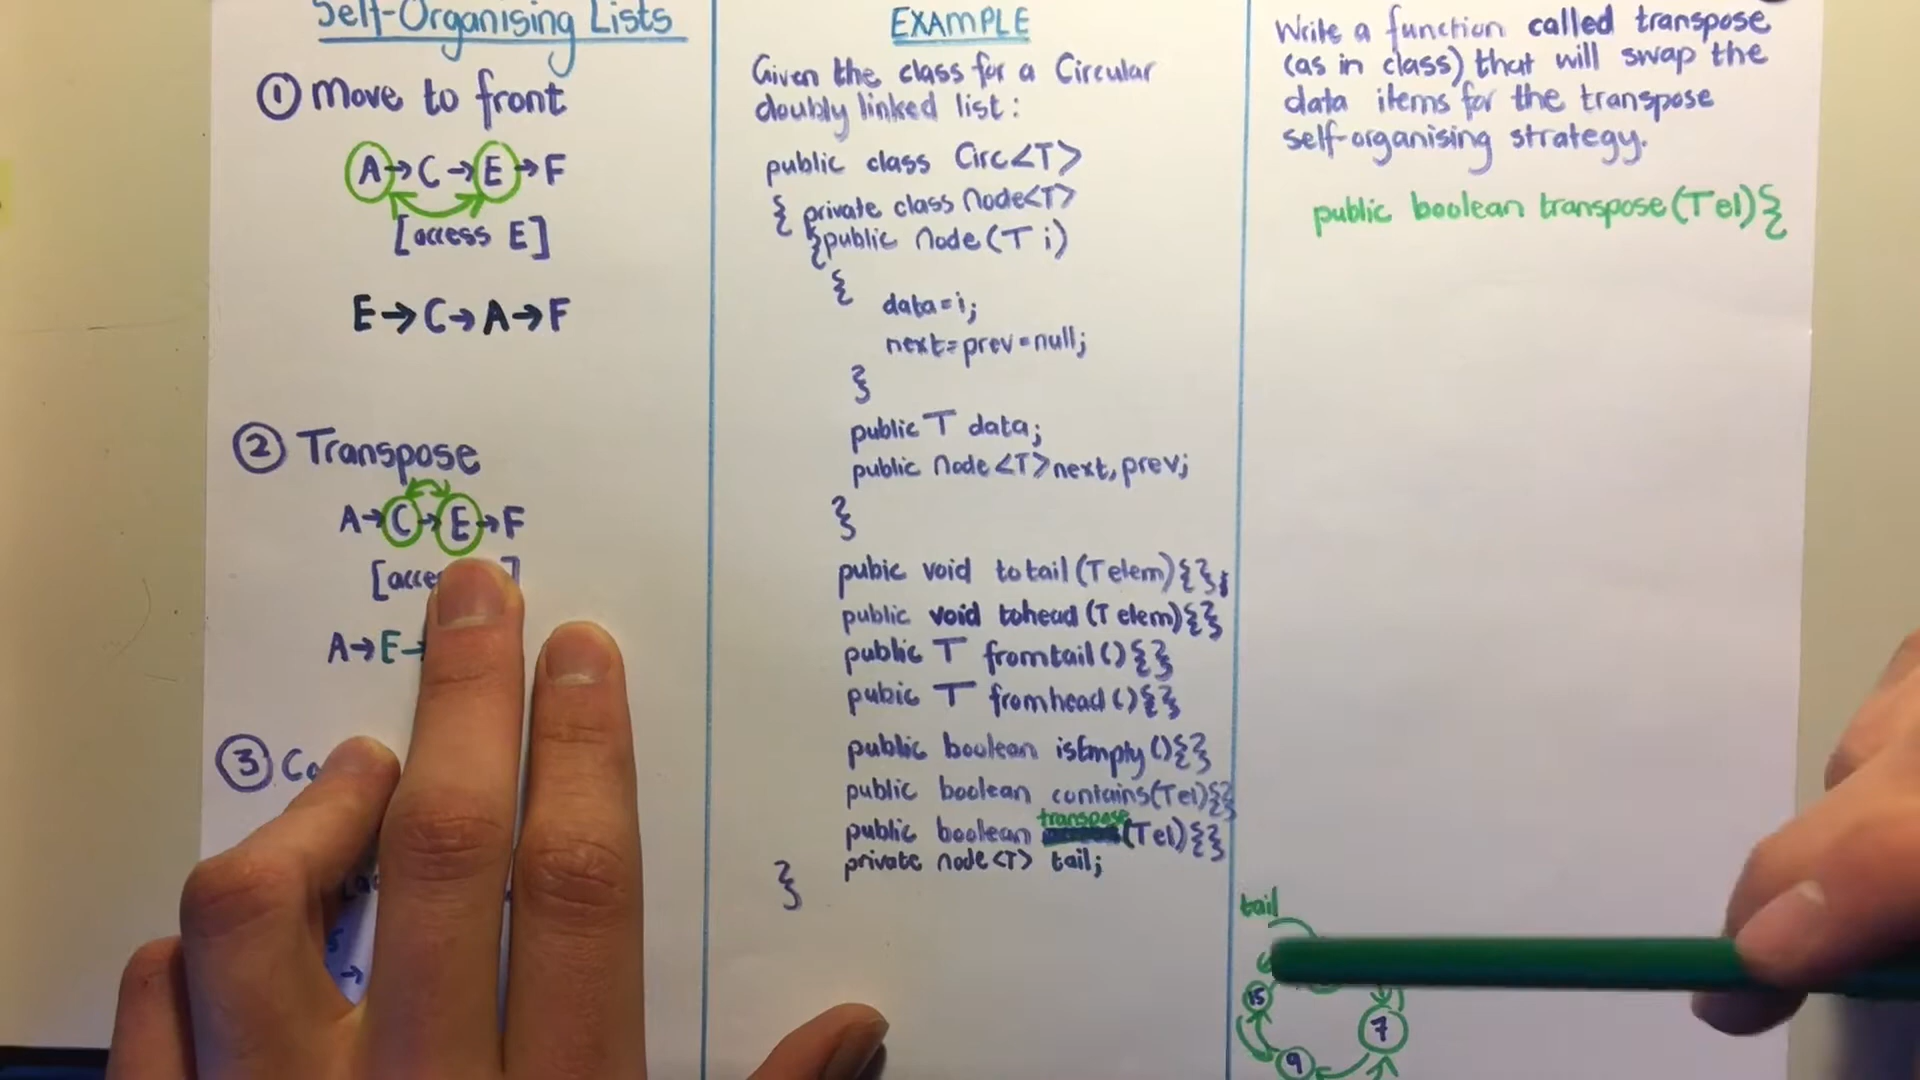 Self-Organising Lists
① Move to front
A→C→E→F
[access E]
E→C→A→F
② Transpose
A→C→E→F
A→E→
③
EXAMPLE
Given the class for a Circular
doubly linked list:
public class Circ<T>
{ private class Node<T>
{public Node(T i)
{
data=i;
next=prev=null;
}
public T data;
public Node<T>next,prev;
}
pubic void totail(T elem){};
public void tohead(T elem){}
public T fromtail(){}
pubic T fromhead(){}
public boolean isEmpty(){}
public boolean contains(T el){}
transpose
public boolean (T el){}
private node<T> tail;
}
Write a function called transpose
(as in class) that will swap the
data items for the transpose
self-organising strategy.
public boolean transpose(T el){
tail
15
7
9